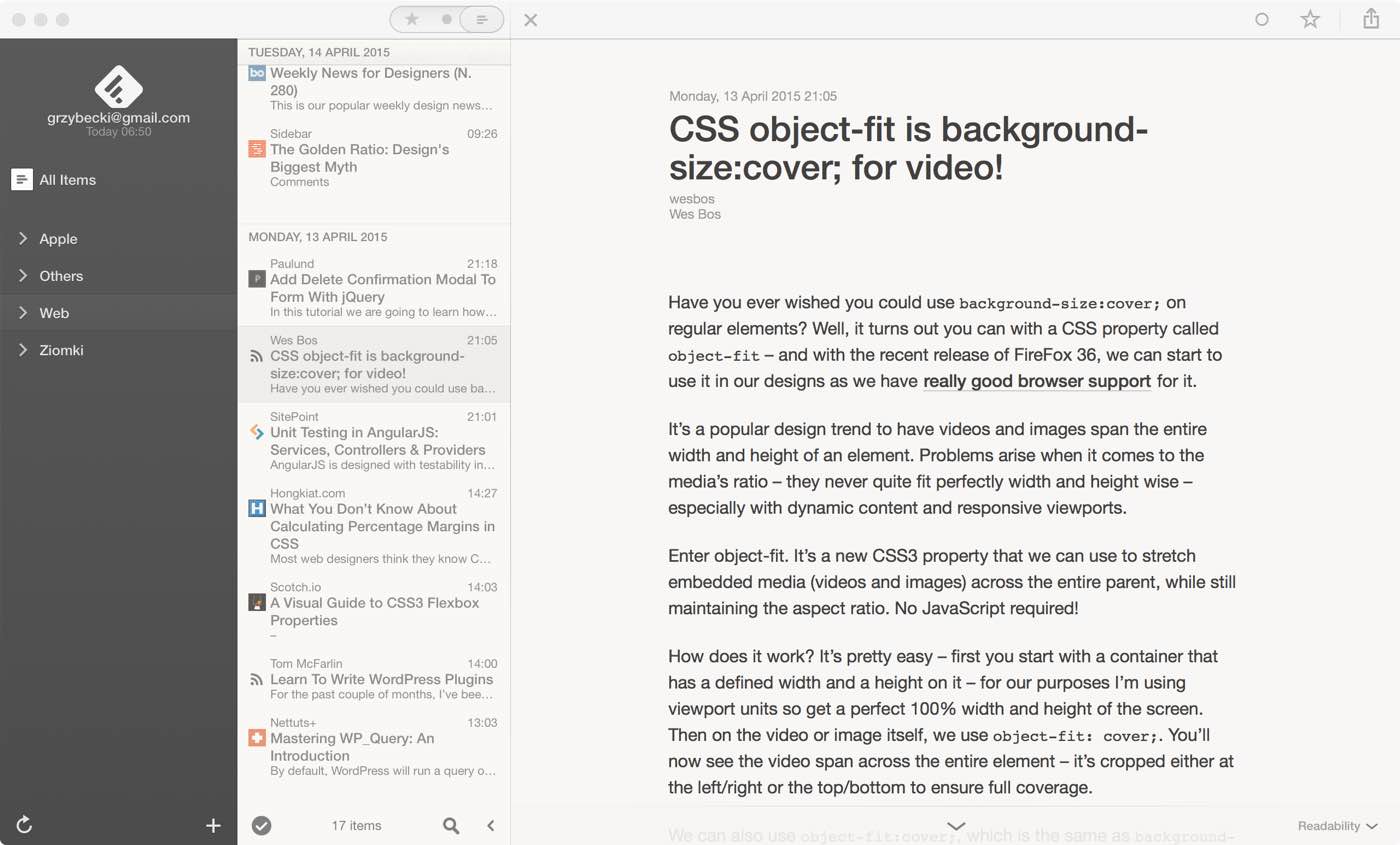 grzybecki@gmail.com
Today 06:50
All Items
Apple
Others
Web
Ziomki
TUESDAY, 14 APRIL 2015
bo
Weekly News for Designers (N.
280)
This is our popular weekly design news…
Sidebar 09:26
The Golden Ratio: Design's
Biggest Myth
Comments
MONDAY, 13 APRIL 2015
Paulund 21:18
P
Add Delete Confirmation Modal To
Form With jQuery
In this tutorial we are going to learn how…
Wes Bos 21:05
CSS object-fit is background-
size:cover; for video!
Have you ever wished you could use ba…
SitePoint 21:01
Unit Testing in AngularJS:
Services, Controllers & Providers
AngularJS is designed with testability in…
Hongkiat.com 14:27
H
What You Don’t Know About
Calculating Percentage Margins in
CSS
Most web designers think they know C…
Scotch.io 14:03
A Visual Guide to CSS3 Flexbox
Properties
–
Tom McFarlin 14:00
Learn To Write WordPress Plugins
For the past couple of months, I’ve bee…
Nettuts+ 13:03
Mastering WP_Query: An
Introduction
By default, WordPress will run a query o…
17 items
Monday, 13 April 2015 21:05
CSS object-fit is background-
size:cover; for video!
wesbos
Wes Bos
Have you ever wished you could use background-size:cover; on
regular elements? Well, it turns out you can with a CSS property called
object-fit – and with the recent release of FireFox 36, we can start to
use it in our designs as we have really good browser support for it.
It’s a popular design trend to have videos and images span the entire
width and height of an element. Problems arise when it comes to the
media’s ratio – they never quite fit perfectly width and height wise –
especially with dynamic content and responsive viewports.
Enter object-fit. It’s a new CSS3 property that we can use to stretch
embedded media (videos and images) across the entire parent, while still
maintaining the aspect ratio. No JavaScript required!
How does it work? It’s pretty easy – first you start with a container that
has a defined width and a height on it – for our purposes I’m using
viewport units so get a perfect 100% width and height of the screen.
Then on the video or image itself, we use object-fit: cover;. You’ll
now see the video span across the entire element – it’s cropped either at
the left/right or the top/bottom to ensure full coverage.
We can also use object-fit:cover;, which is the same as background-
Readability